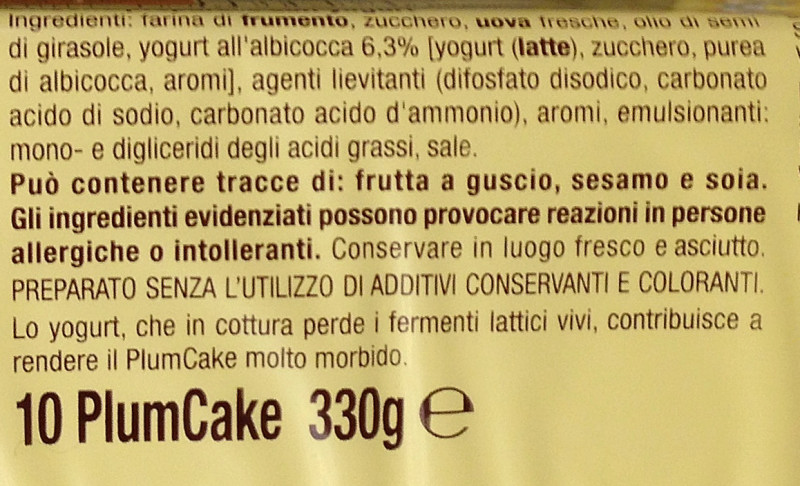 Ingredienti: farina di frumento, zucchero, uova fresche, olio di semi
di girasole, yogurt all'albicocca 6,3% [yogurt (latte), zucchero, purea
di albicocca, aromi], agenti lievitanti (difosfato disodico, carbonato
acido di sodio, carbonato acido d'ammonio), aromi, emulsionanti:
mono- e digliceridi degli acidi grassi, sale.
Può contenere tracce di: frutta a guscio, sesamo e soia.
Gli ingredienti evidenziati possono provocare reazioni in persone
allergiche o intolleranti. Conservare in luogo fresco e asciutto.
PREPARATO SENZA L'UTILIZZO DI ADDITIVI CONSERVANTI E COLORANTI.
Lo yogurt, che in cottura perde i fermenti lattici vivi, contribuisce a
rendere il PlumCake molto morbido.
10 PlumCake 330g ℮